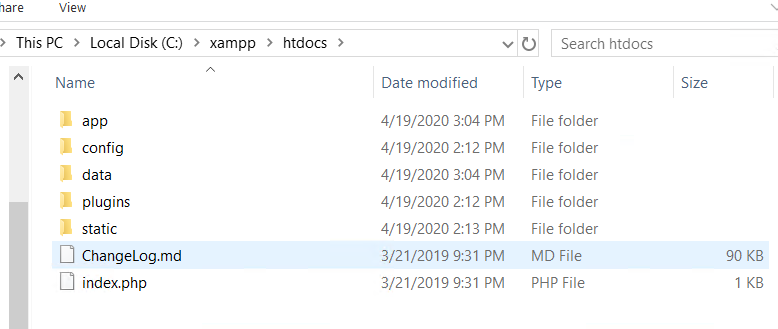 hare View
This PC > Local Disk (C:) > xampp > htdocs >
Search htdocs
Name Date modified Type Size
app 4/19/2020 3:04 PM File folder
config 4/19/2020 2:12 PM File folder
data 4/19/2020 3:04 PM File folder
plugins 4/19/2020 2:12 PM File folder
static 4/19/2020 2:13 PM File folder
ChangeLog.md 3/21/2019 9:31 PM MD File 90 KB
index.php 3/21/2019 9:31 PM PHP File 1 KB